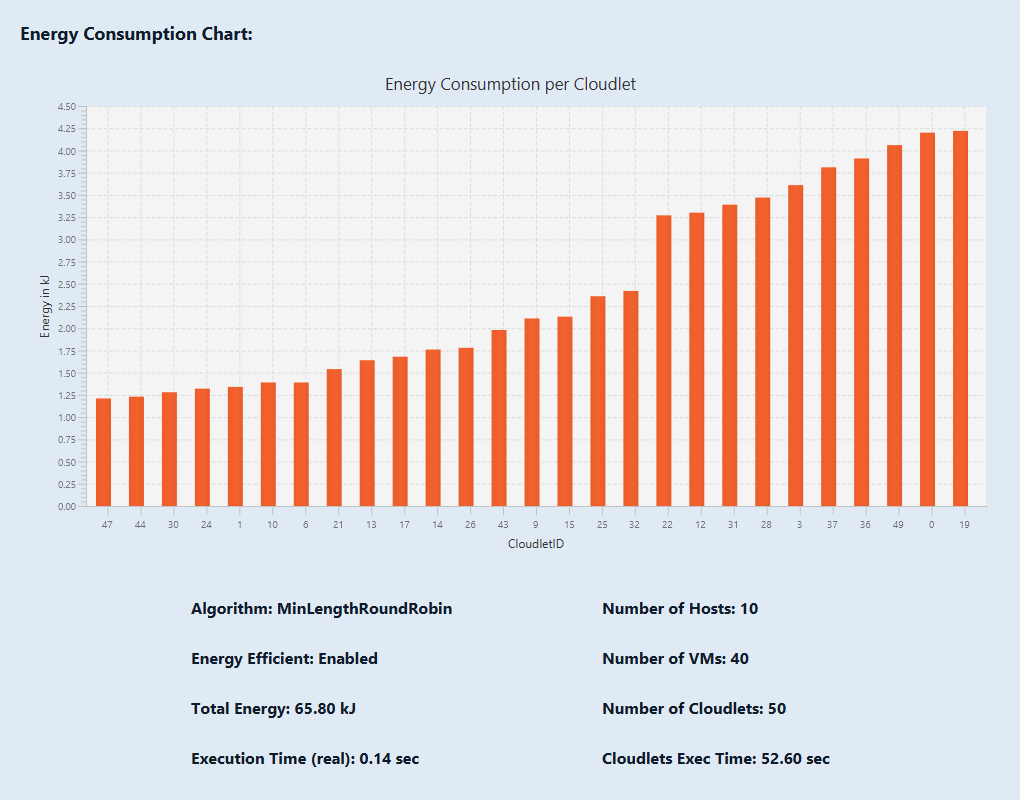 Energy Consumption Chart:
Energy Consumption per Cloudlet
4.50
4.25
4.00
3.75
3.50
3.25
3.00
2.75
2.50
2.25
2.00
1.75
1.50
1.25
1.00
0.75
0.50
0.25
0.00
Energy in kJ
47 44 30 24 1 10 6 21 13 17 14 26 43 9 15 25 32 22 12 31 28 3 37 36 49 0 19
CloudletID
Algorithm: MinLengthRoundRobin
Number of Hosts: 10
Energy Efficient: Enabled
Number of VMs: 40
Total Energy: 65.80 kJ
Number of Cloudlets: 50
Execution Time (real): 0.14 sec
Cloudlets Exec Time: 52.60 sec